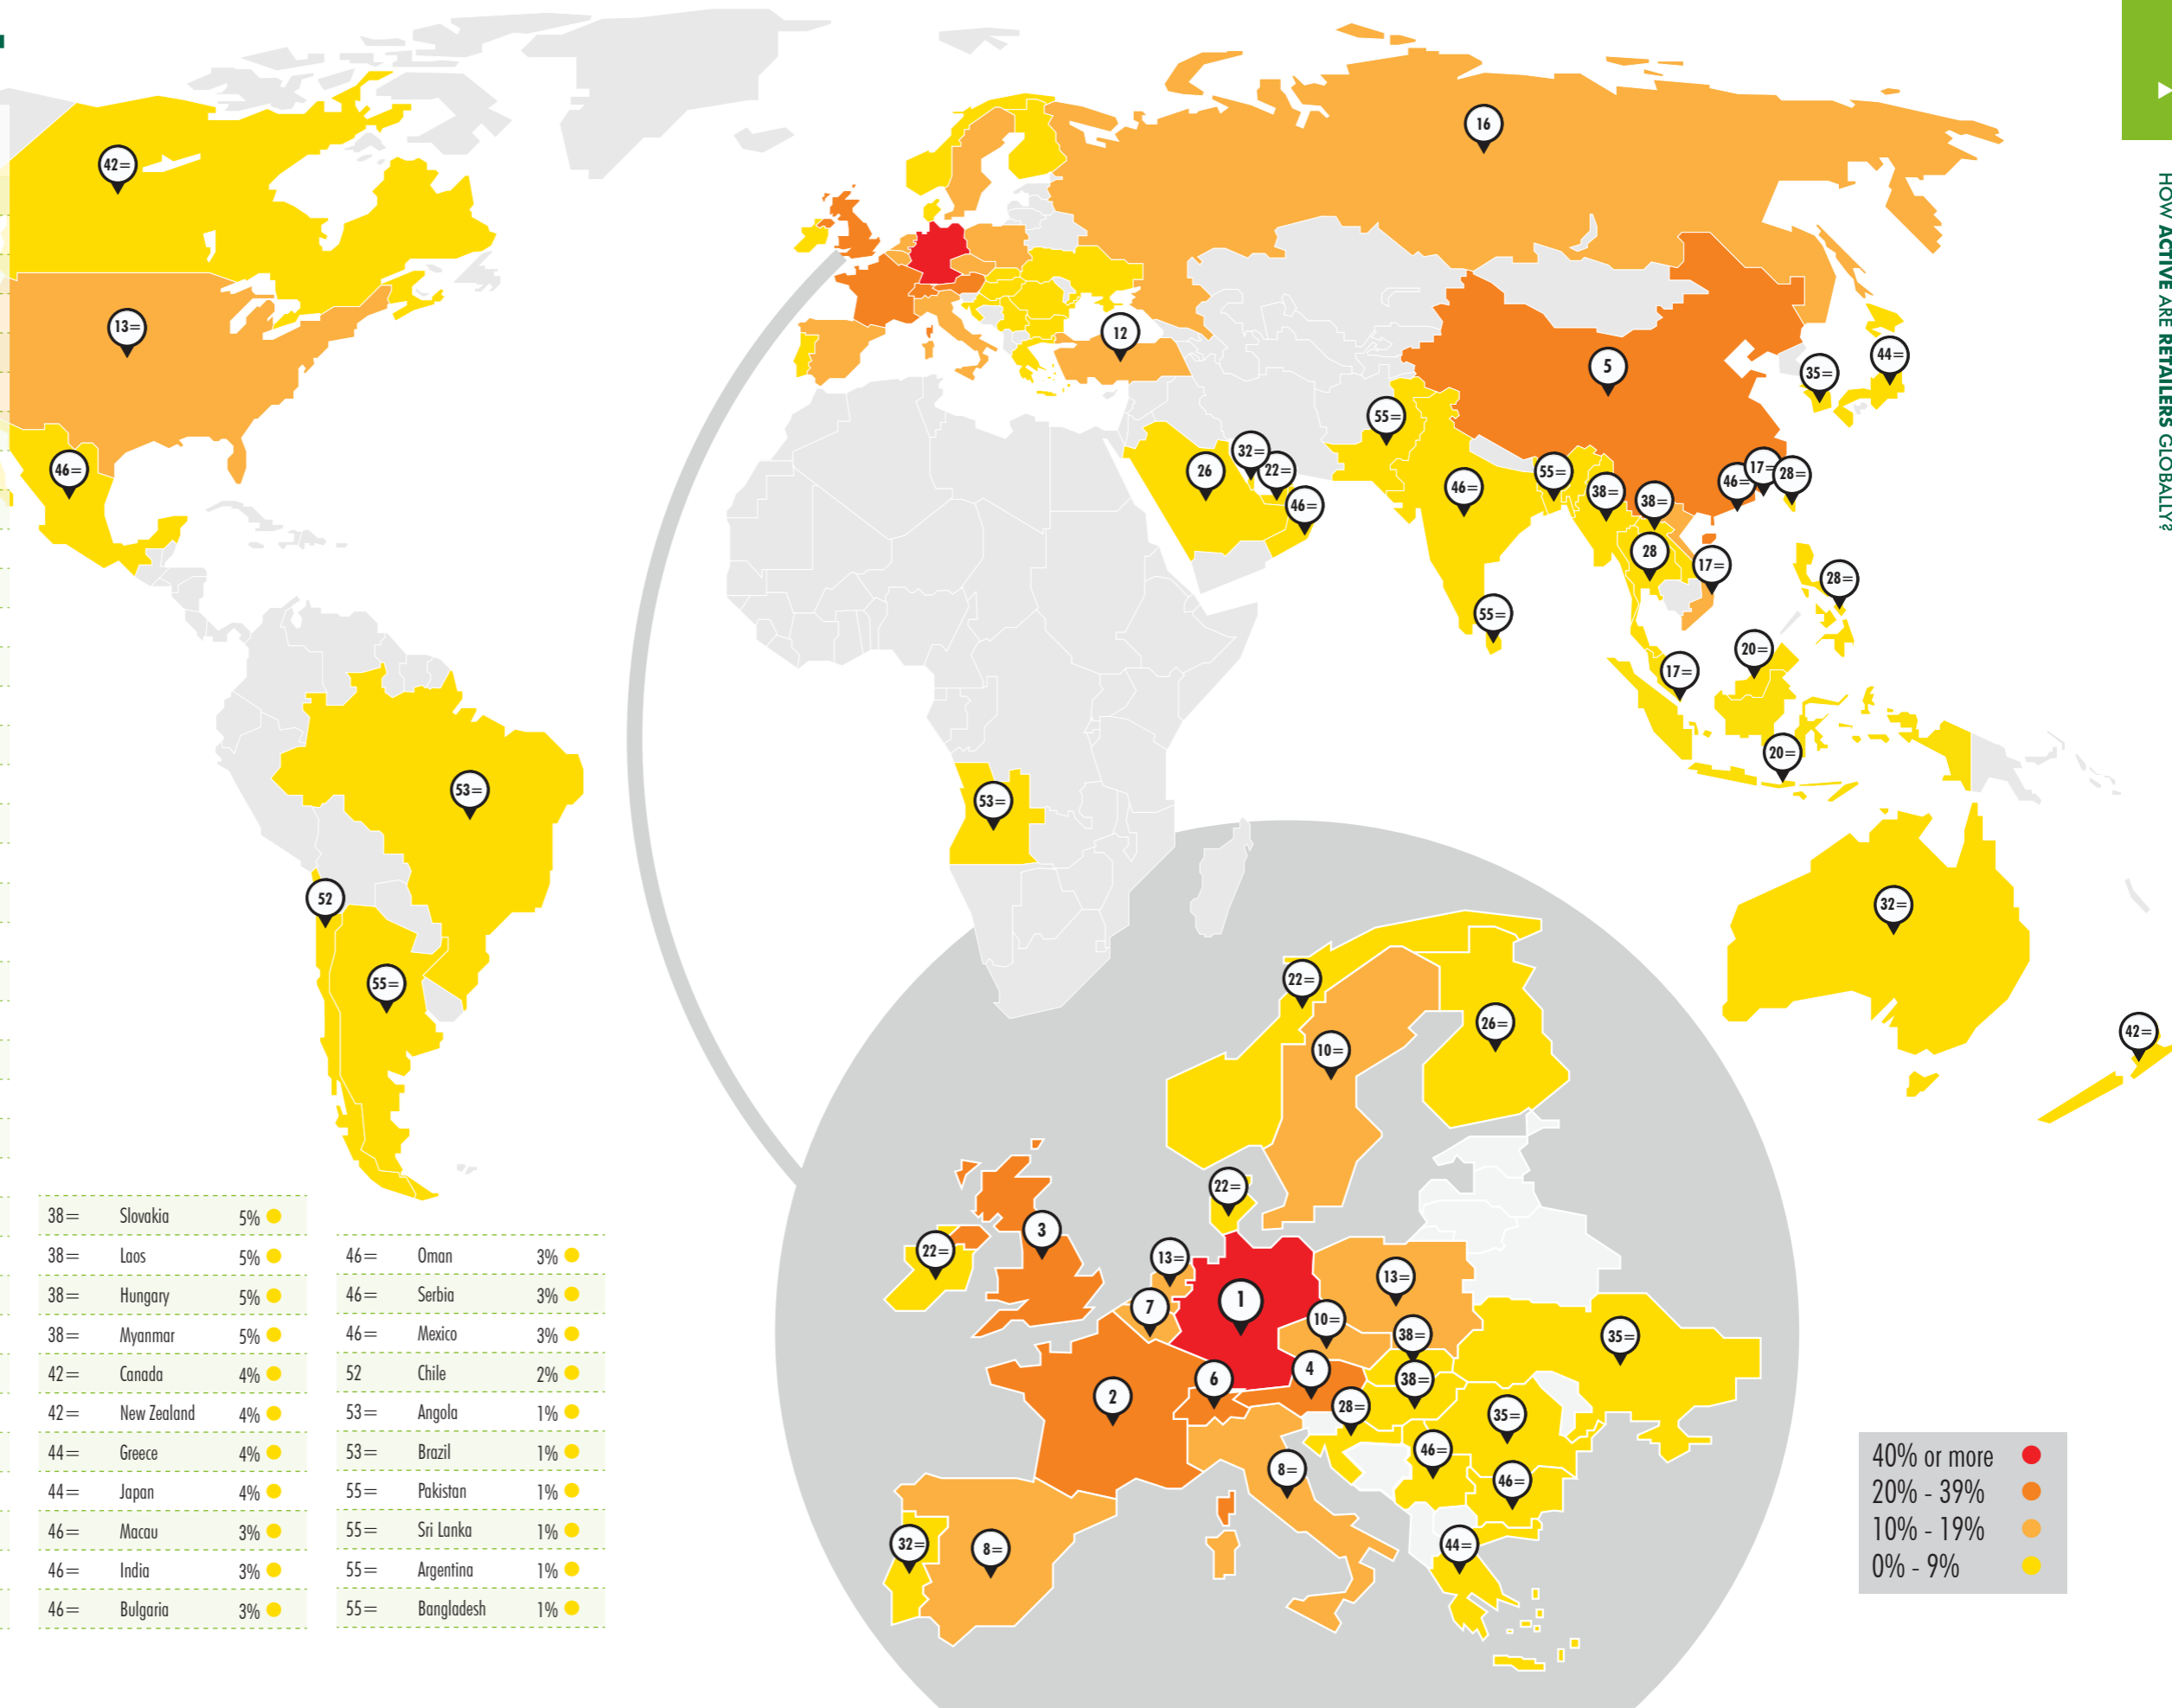 HOW ACTIVE ARE RETAILERS GLOBALLY?
42=
13=
46=
53=
52
55=
16
12
5
35=
44=
55=
32=
26
22=
46=
46=
55=
38=
38=
46=
17=
28=
28
17=
28=
55=
20=
17=
20=
53=
32=
42=
22=
26=
10=
22=
3
22=
13=
13=
7
1
10=
38=
35=
4
6
38=
2
28=
35=
46=
8=
46=
32=
8=
44=
38= Slovakia 5%
38= Laos 5%
38= Hungary 5%
38= Myanmar 5%
42= Canada 4%
42= New Zealand 4%
44= Greece 4%
44= Japan 4%
46= Macau 3%
46= India 3%
46= Bulgaria 3%
46= Oman 3%
46= Serbia 3%
46= Mexico 3%
52 Chile 2%
53= Angola 1%
53= Brazil 1%
55= Pakistan 1%
55= Sri Lanka 1%
55= Argentina 1%
55= Bangladesh 1%
40% or more
20% - 39%
10% - 19%
0% - 9%